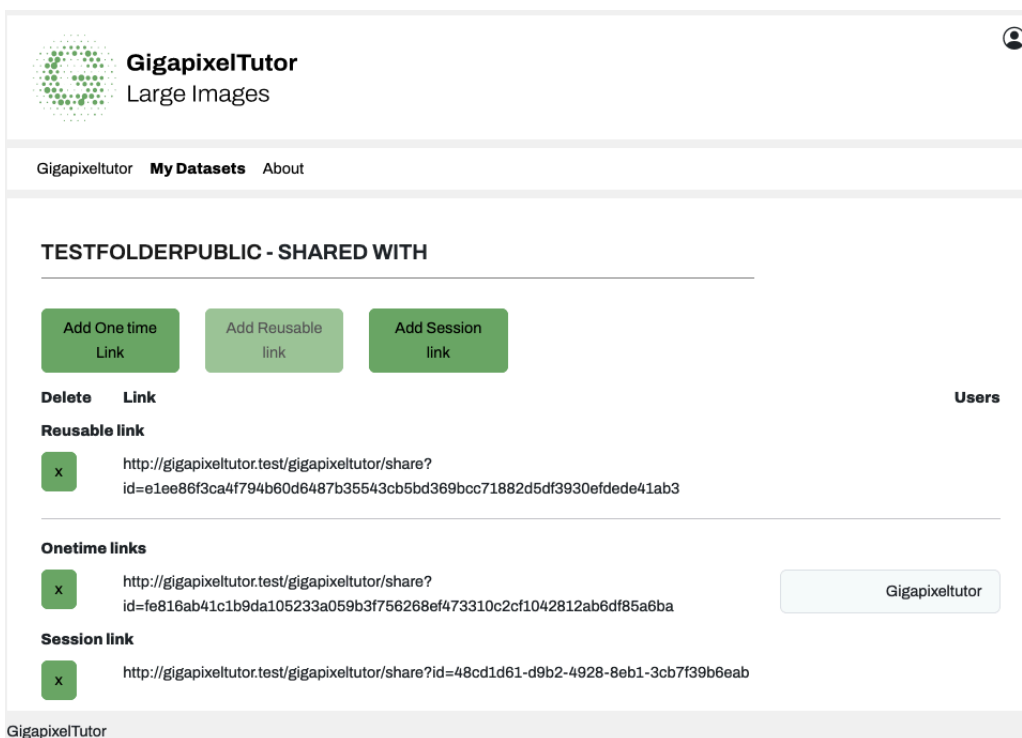 GigapixelTutor
Large Images
Gigapixeltutor My Datasets About
TESTFOLDERPUBLIC - SHARED WITH
Add One time
Link
Add Reusable
link
Add Session
link
Delete Link Users
Reusable link
x
http://gigapixeltutor.test/gigapixeltutor/share?
id=e1ee86f3ca4f794b60d6487b35543cb5bd369bcc71882d5df3930efdede41ab3
Onetime links
x
http://gigapixeltutor.test/gigapixeltutor/share?
id=fe816ab41c1b9da105233a059b3f756268ef473310c2cf1042812ab6df85a6ba
Gigapixeltutor
Session link
x
http://gigapixeltutor.test/gigapixeltutor/share?id=48cd1d61-d9b2-4928-8eb1-3cb7f39b6eab
GigapixelTutor